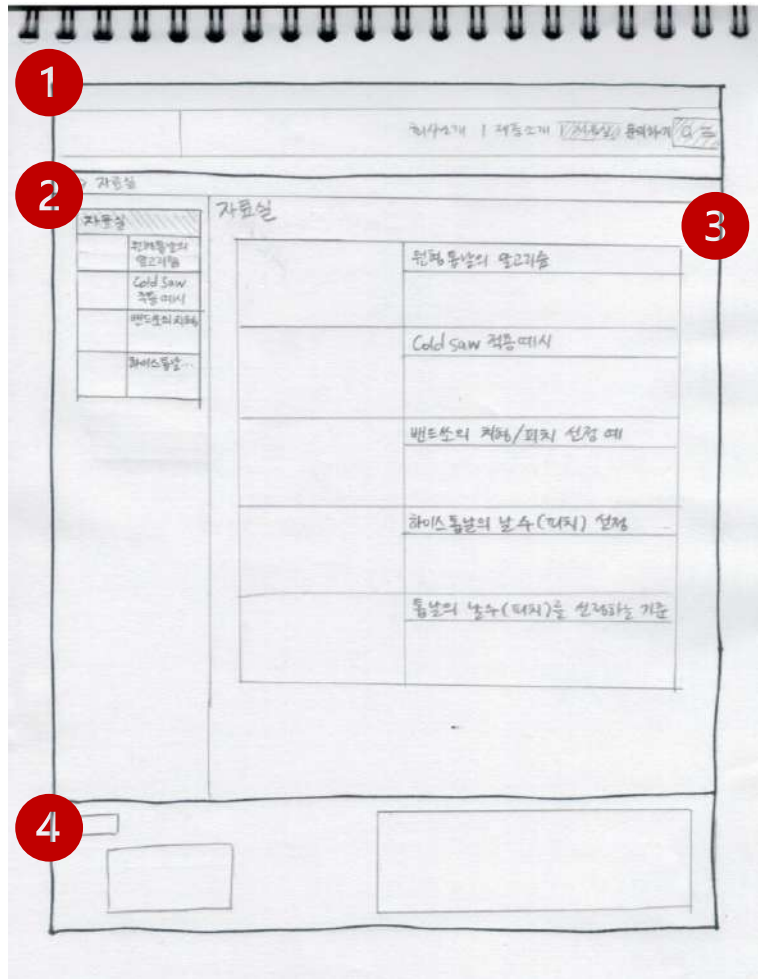 1
회사소개 | 제품소개 | 자료실 | 문의하기
2
> 자료실
3
자료실
원형톱날의
알고리즘
Cold Saw
적용 예시
밴드쏘의 치형
하이스톱날...
자료실
원형 톱날의 알고리즘
Cold saw 적용 예시
밴드쏘의 치형/피치 선정 예
하이스 톱날의 날 수(피치) 선정
톱날의 날수(피치)를 선정하는 기준
4